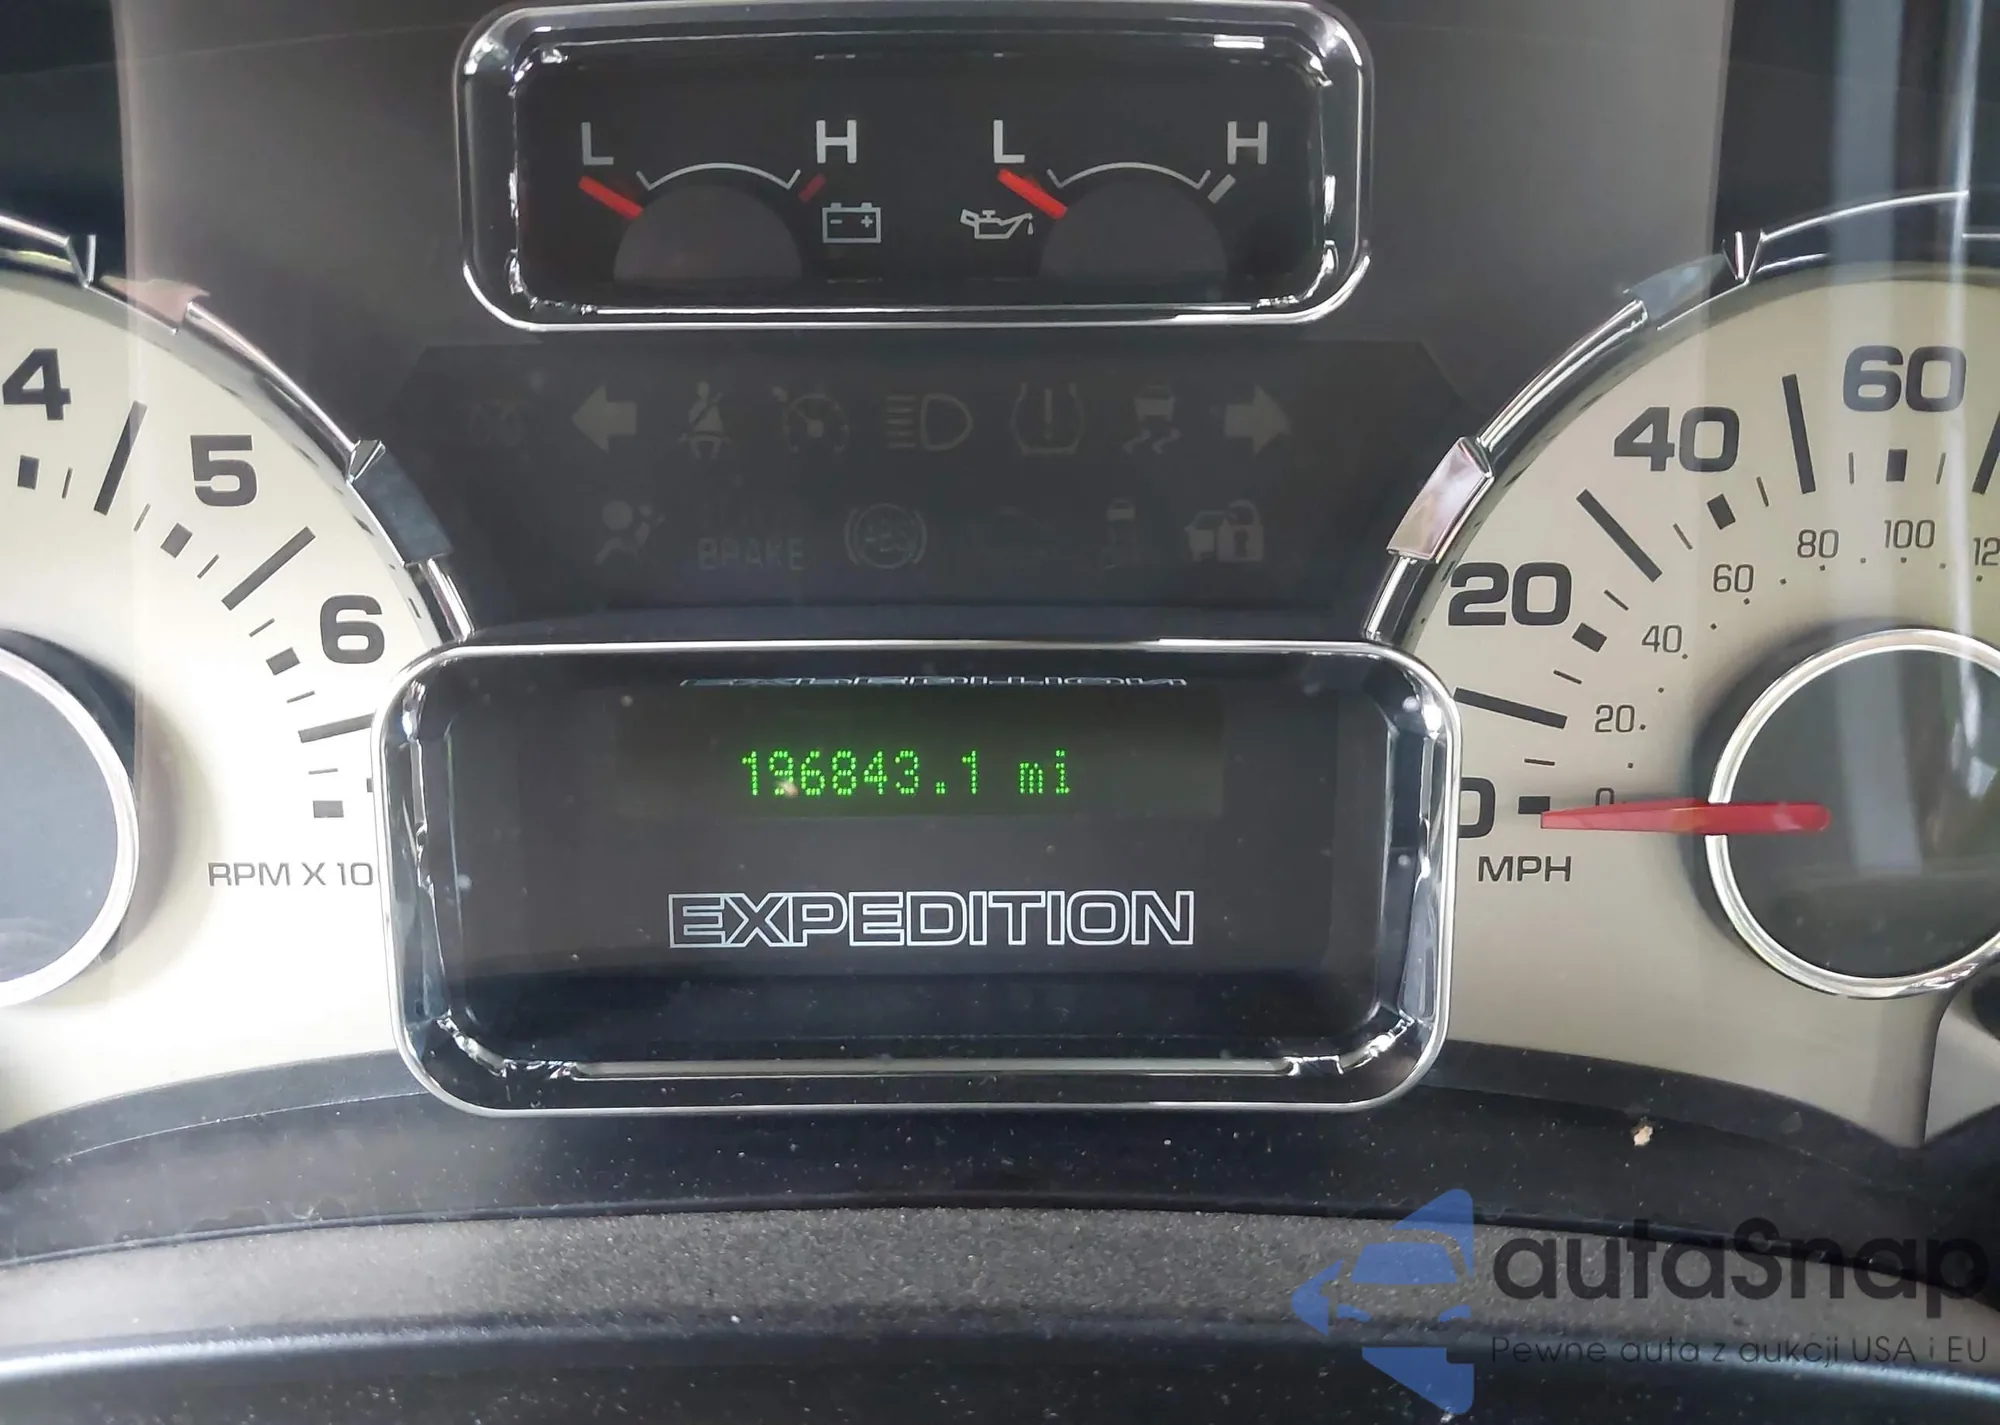 L H L H
4 5 6
BRAKE
20 40 60
20 40 60 80 100
0
0
196843.1 mi
RPM X 10
MPH
EXPEDITION
autaSnap
Pewne auta z aukcji USA i EU